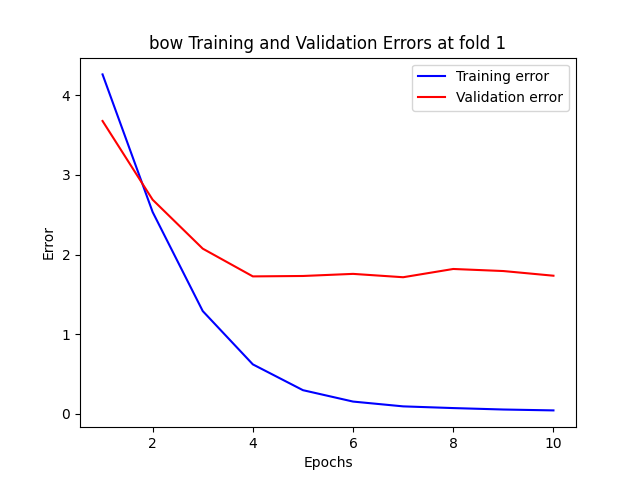 bow Training and Validation Errors at fold 1
Training error
Validation error
4
3
2
1
0
Error
2 4 6 8 10
Epochs